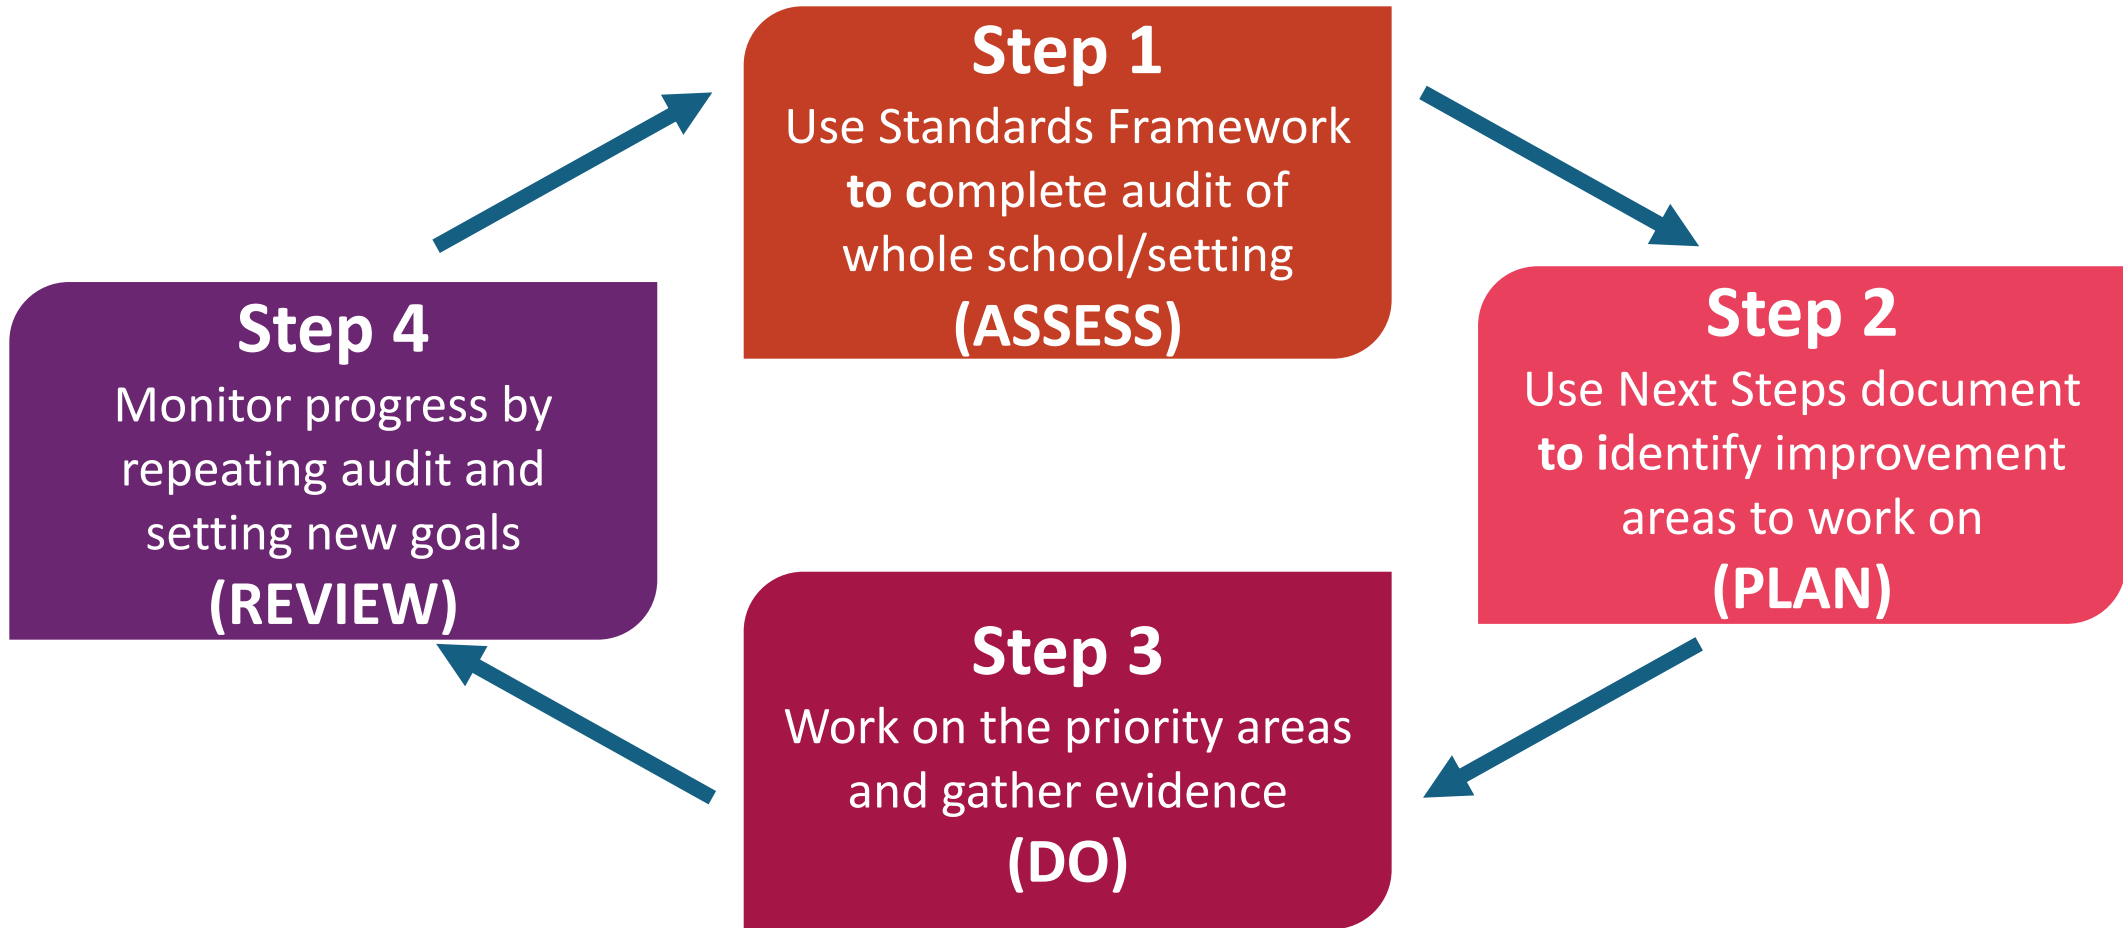 Step 1
Use Standards Framework
to complete audit of
whole school/setting
(ASSESS)
Step 2
Use Next Steps document
to identify improvement
areas to work on
(PLAN)
Step 3
Work on the priority areas
and gather evidence
(DO)
Step 4
Monitor progress by
repeating audit and
setting new goals
(REVIEW)